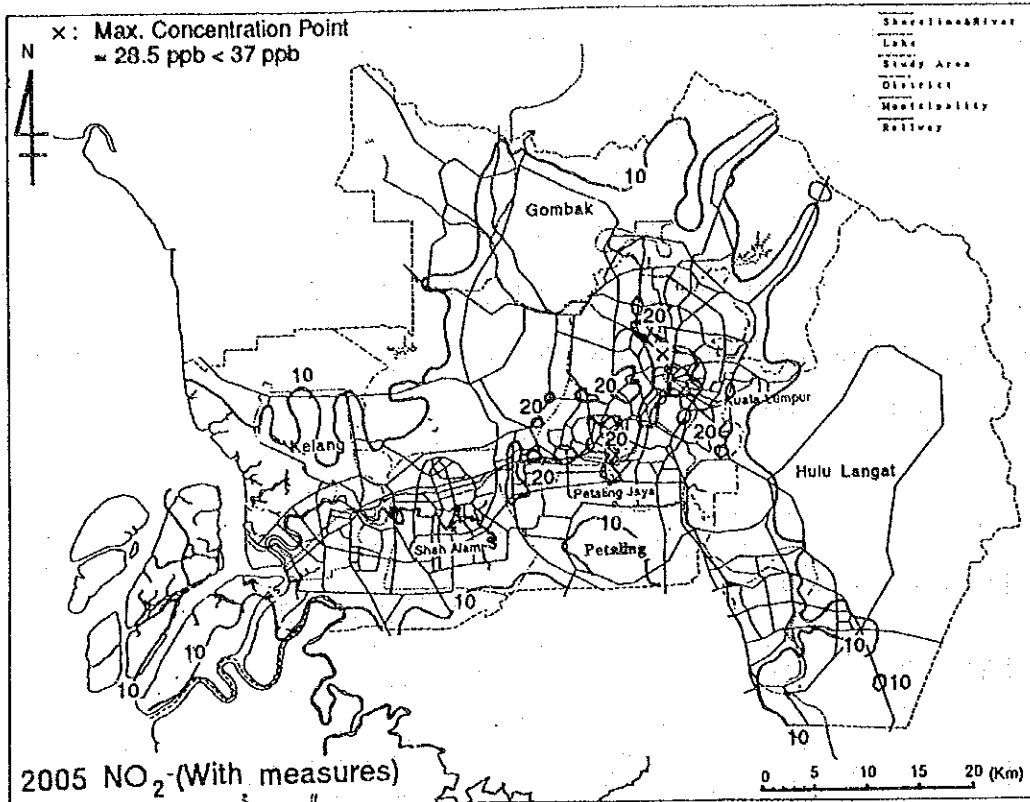 ×: Max. Concentration Point
= 28.5 ppb < 37 ppb
N
Shoreline&River
Lake
Study Area
District
Municipality
Railway
10
Gombak
20
10
20
Kuala Lumpur
20
Kelang
20
20
20
Hulu Langat
Petaling Jaya
10
Shah Alam
Petaling
10
10
10
10
10
10
2005 NO₂ (With measures)
0 5 10 20 (Km)